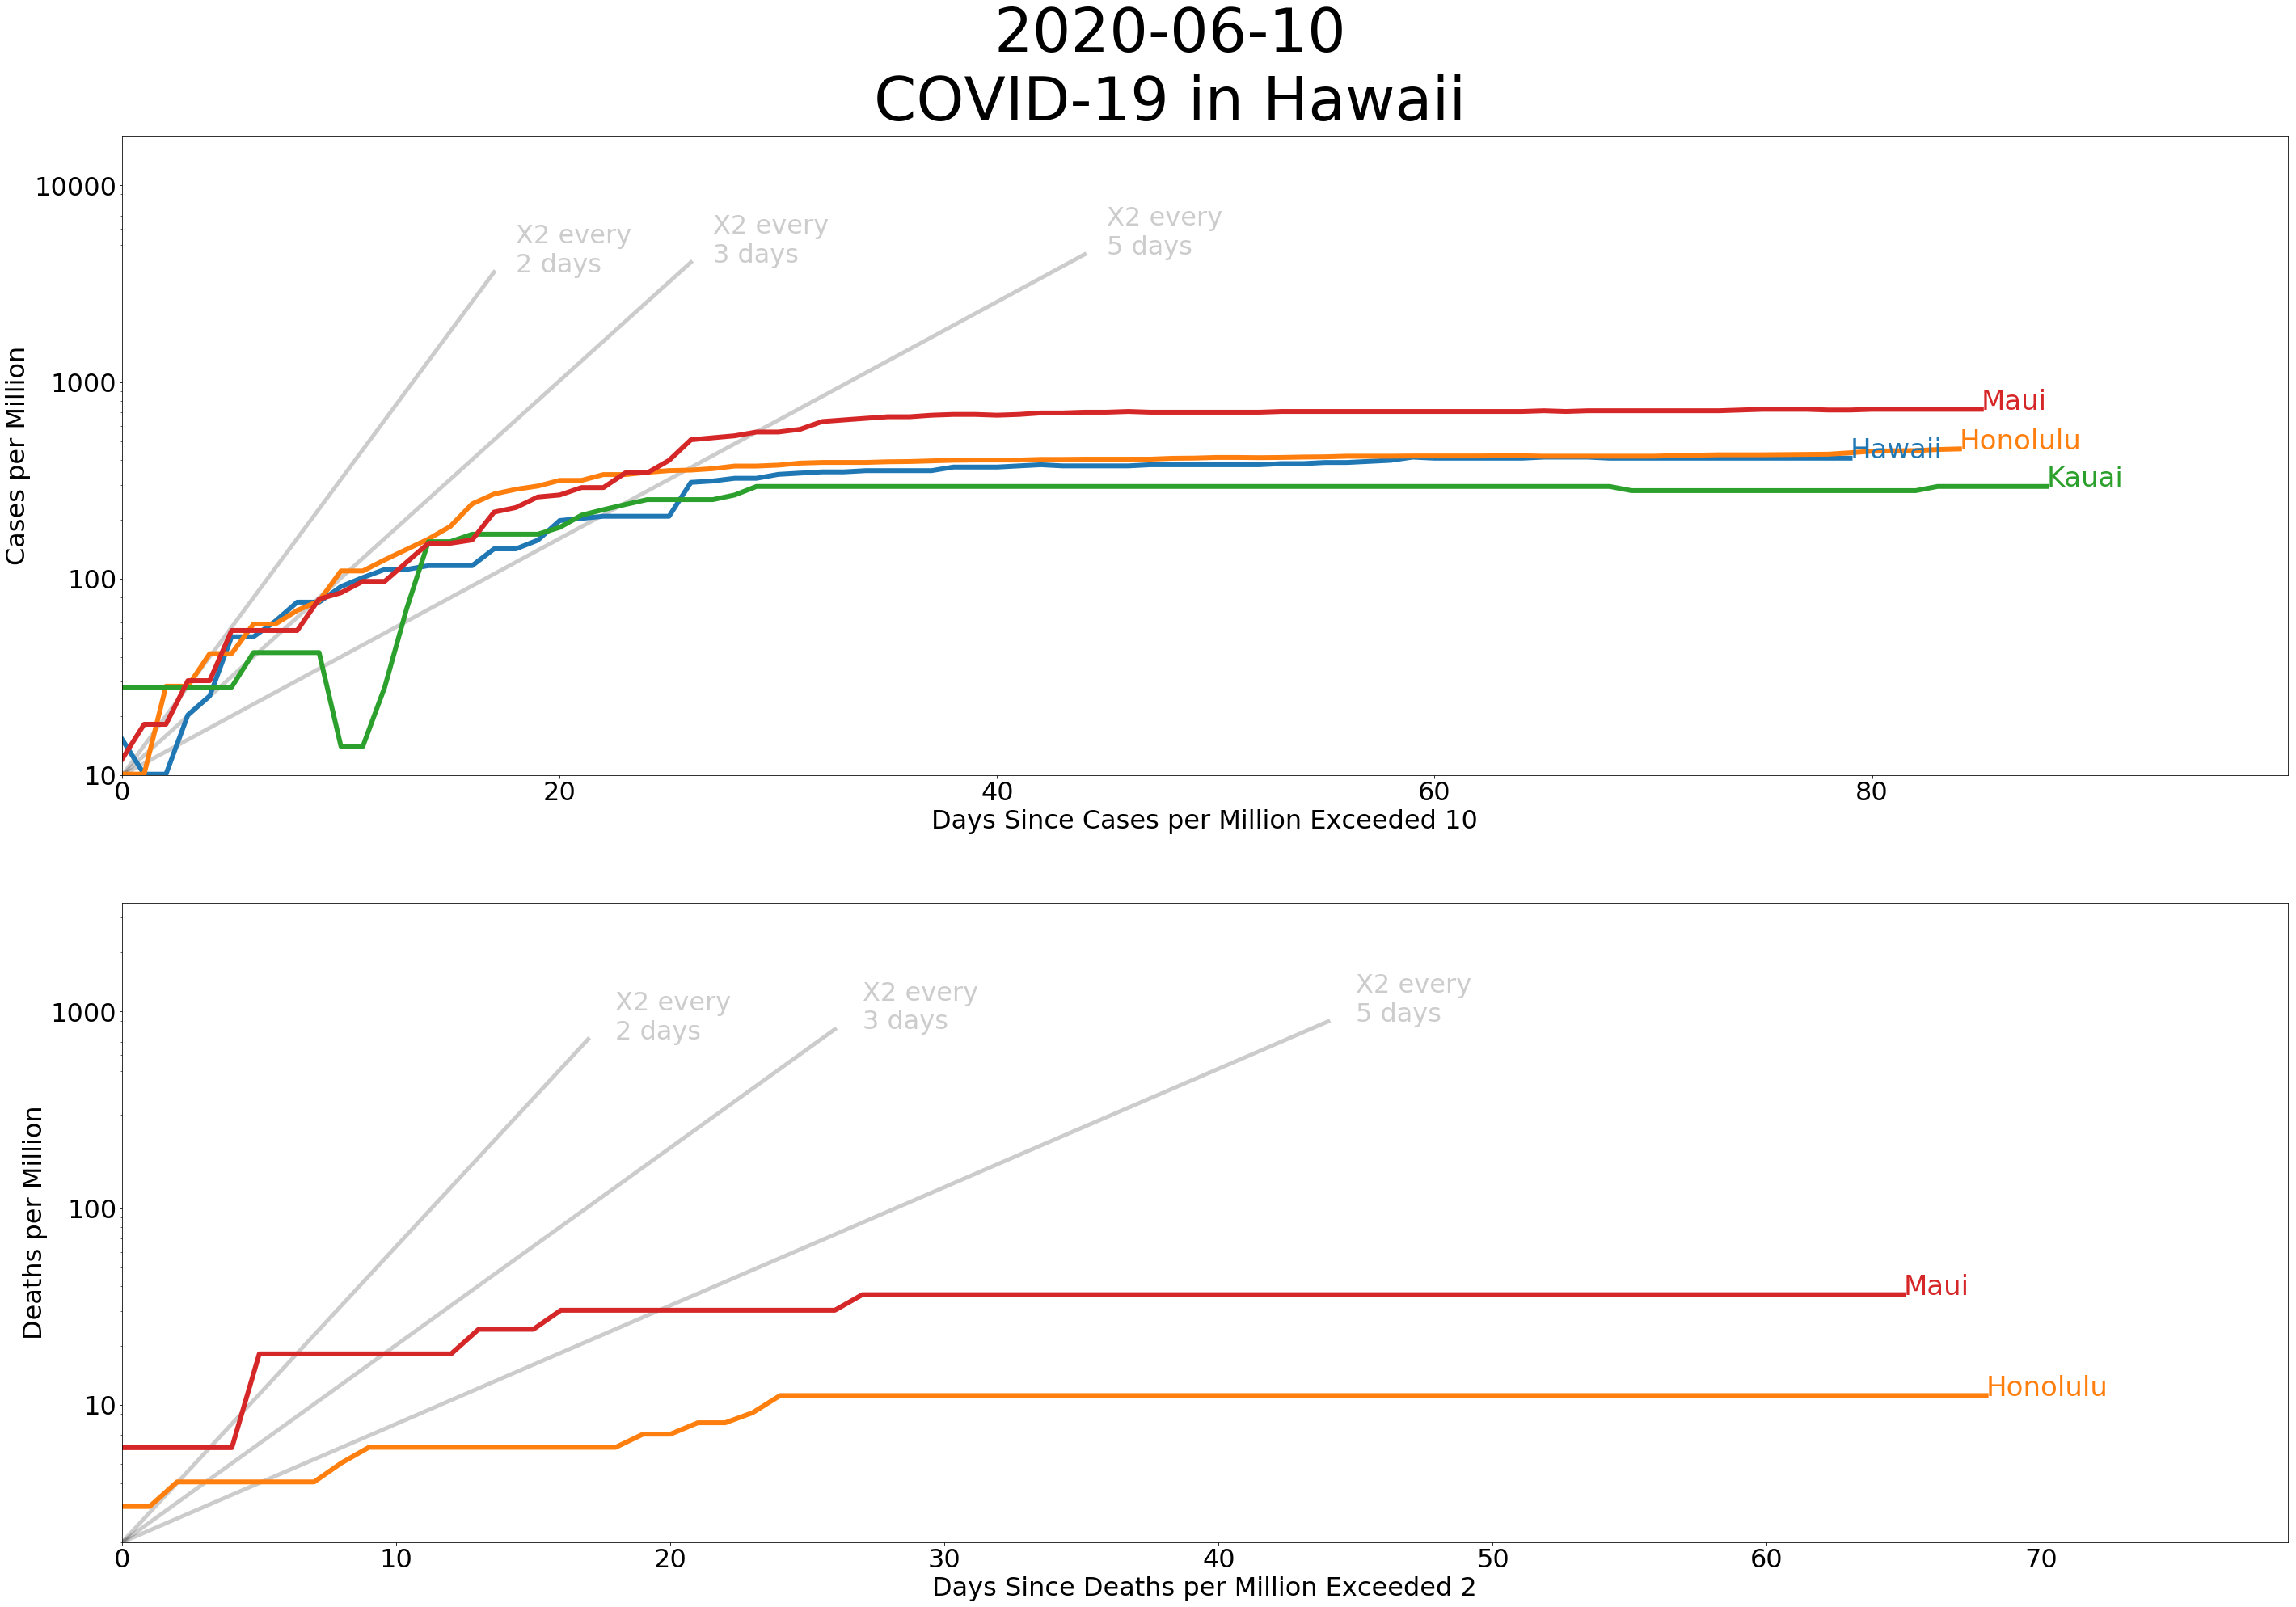 2020-06-10
COVID-19 in Hawaii
10000
1000
100
10
Cases per Million
X2 every
2 days
X2 every
3 days
X2 every
5 days
Maui
Honolulu
Hawaii
Kauai
0
20
40
60
80
Days Since Cases per Million Exceeded 10
1000
100
10
Deaths per Million
X2 every
2 days
X2 every
3 days
X2 every
5 days
Maui
Honolulu
0
10
20
30
40
50
60
70
Days Since Deaths per Million Exceeded 2